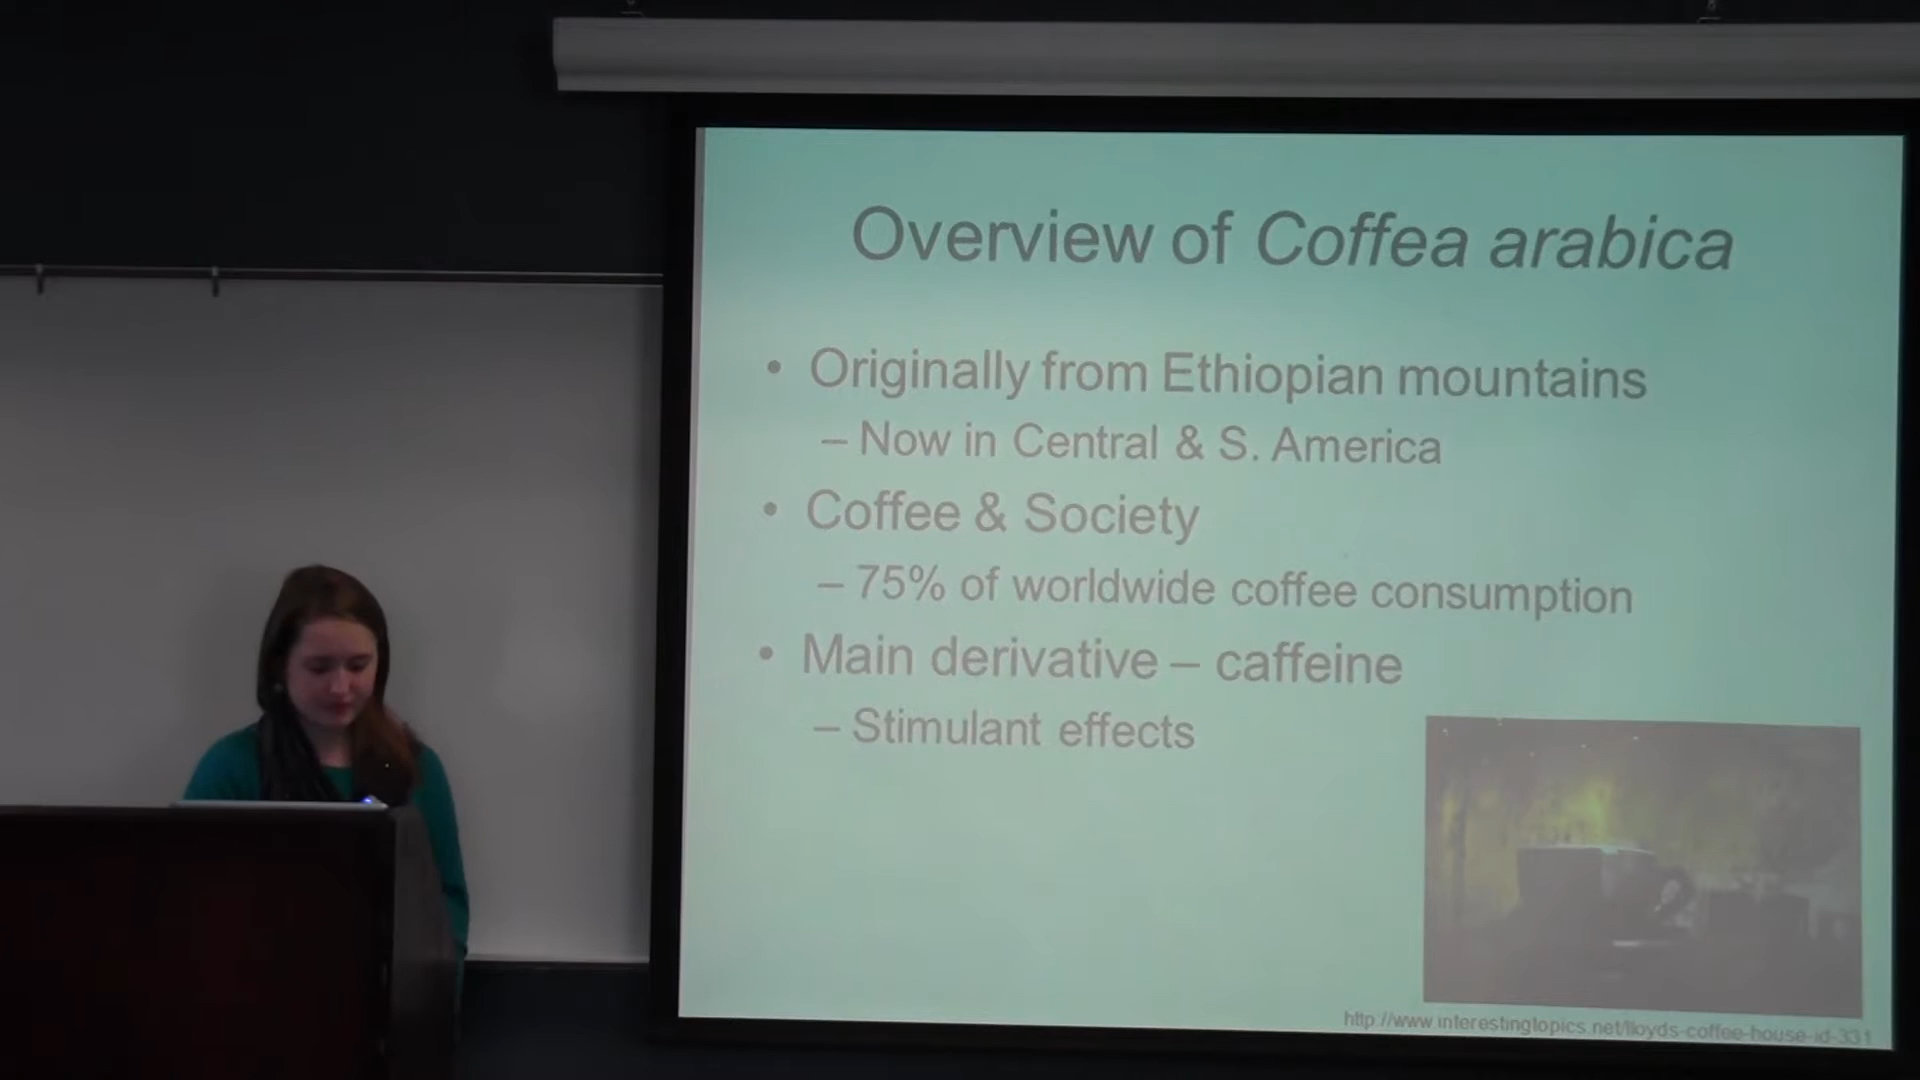 Overview of Coffea arabica
• Originally from Ethiopian mountains
– Now in Central & S. America
• Coffee & Society
– 75% of worldwide coffee consumption
• Main derivative – caffeine
– Stimulant effects
http://www.interestingtopics.net/lloyds-coffee-house-id-331